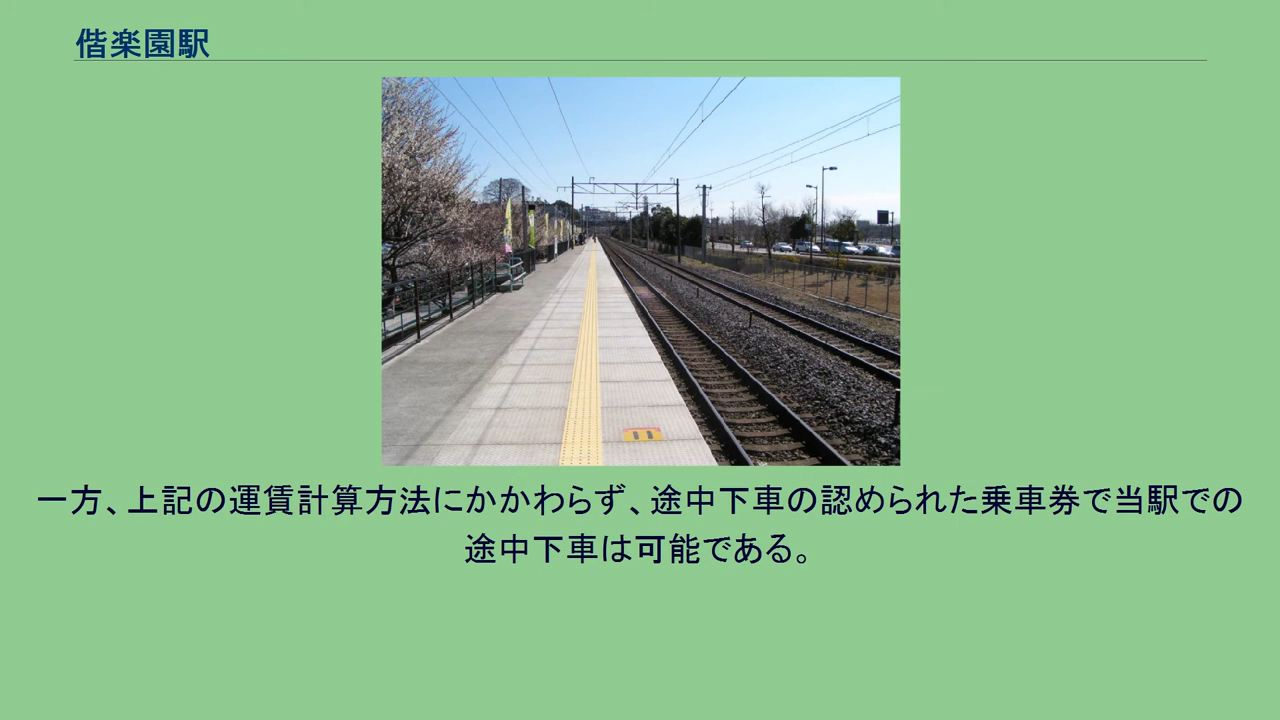 偕楽園駅
一方、上記の運賃計算方法にかかわらず、途中下車の認められた乗車券で当駅での
途中下車は可能である。